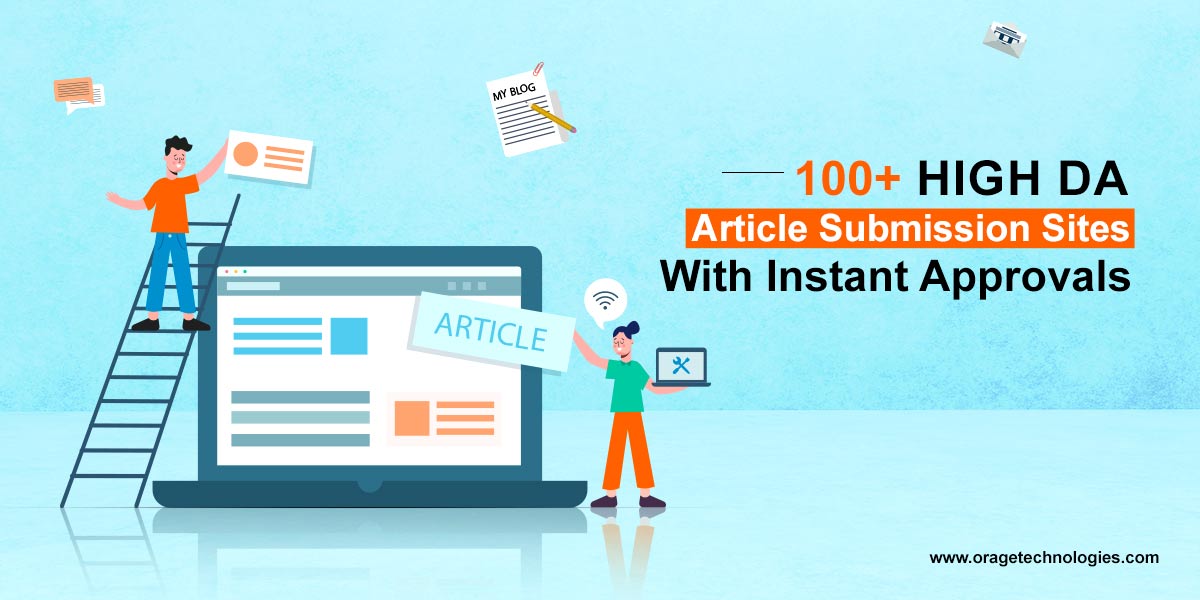 MY BLOG
100+ HIGH DA
Article Submission Sites
With Instant Approvals
ARTICLE
www.oragetechnologies.com